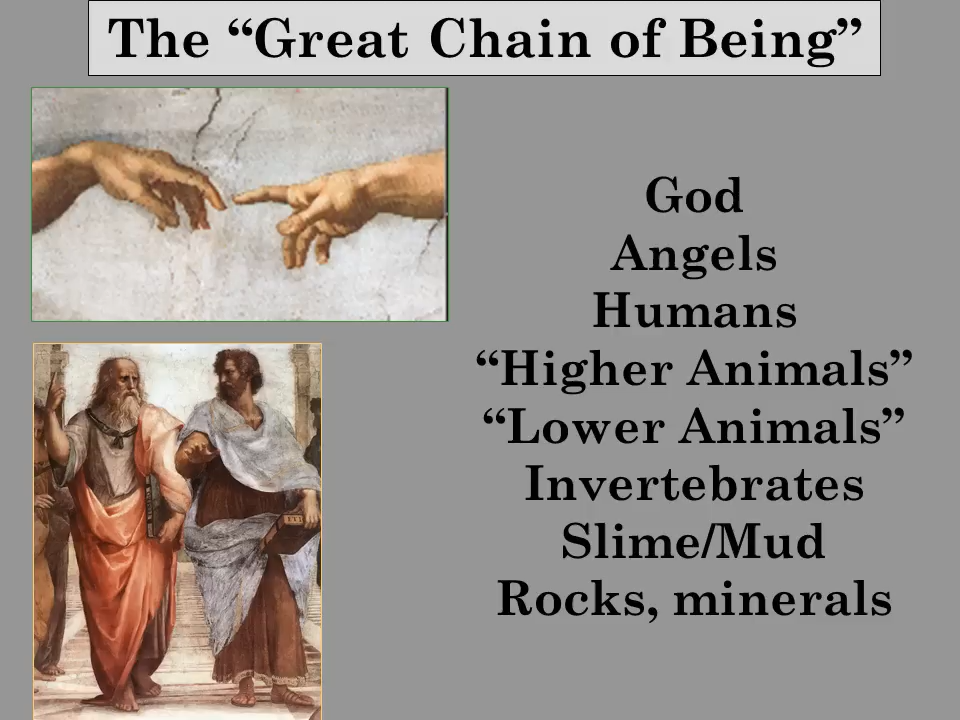 The “Great Chain of Being”
God
Angels
Humans
“Higher Animals”
“Lower Animals”
Invertebrates
Slime/Mud
Rocks, minerals